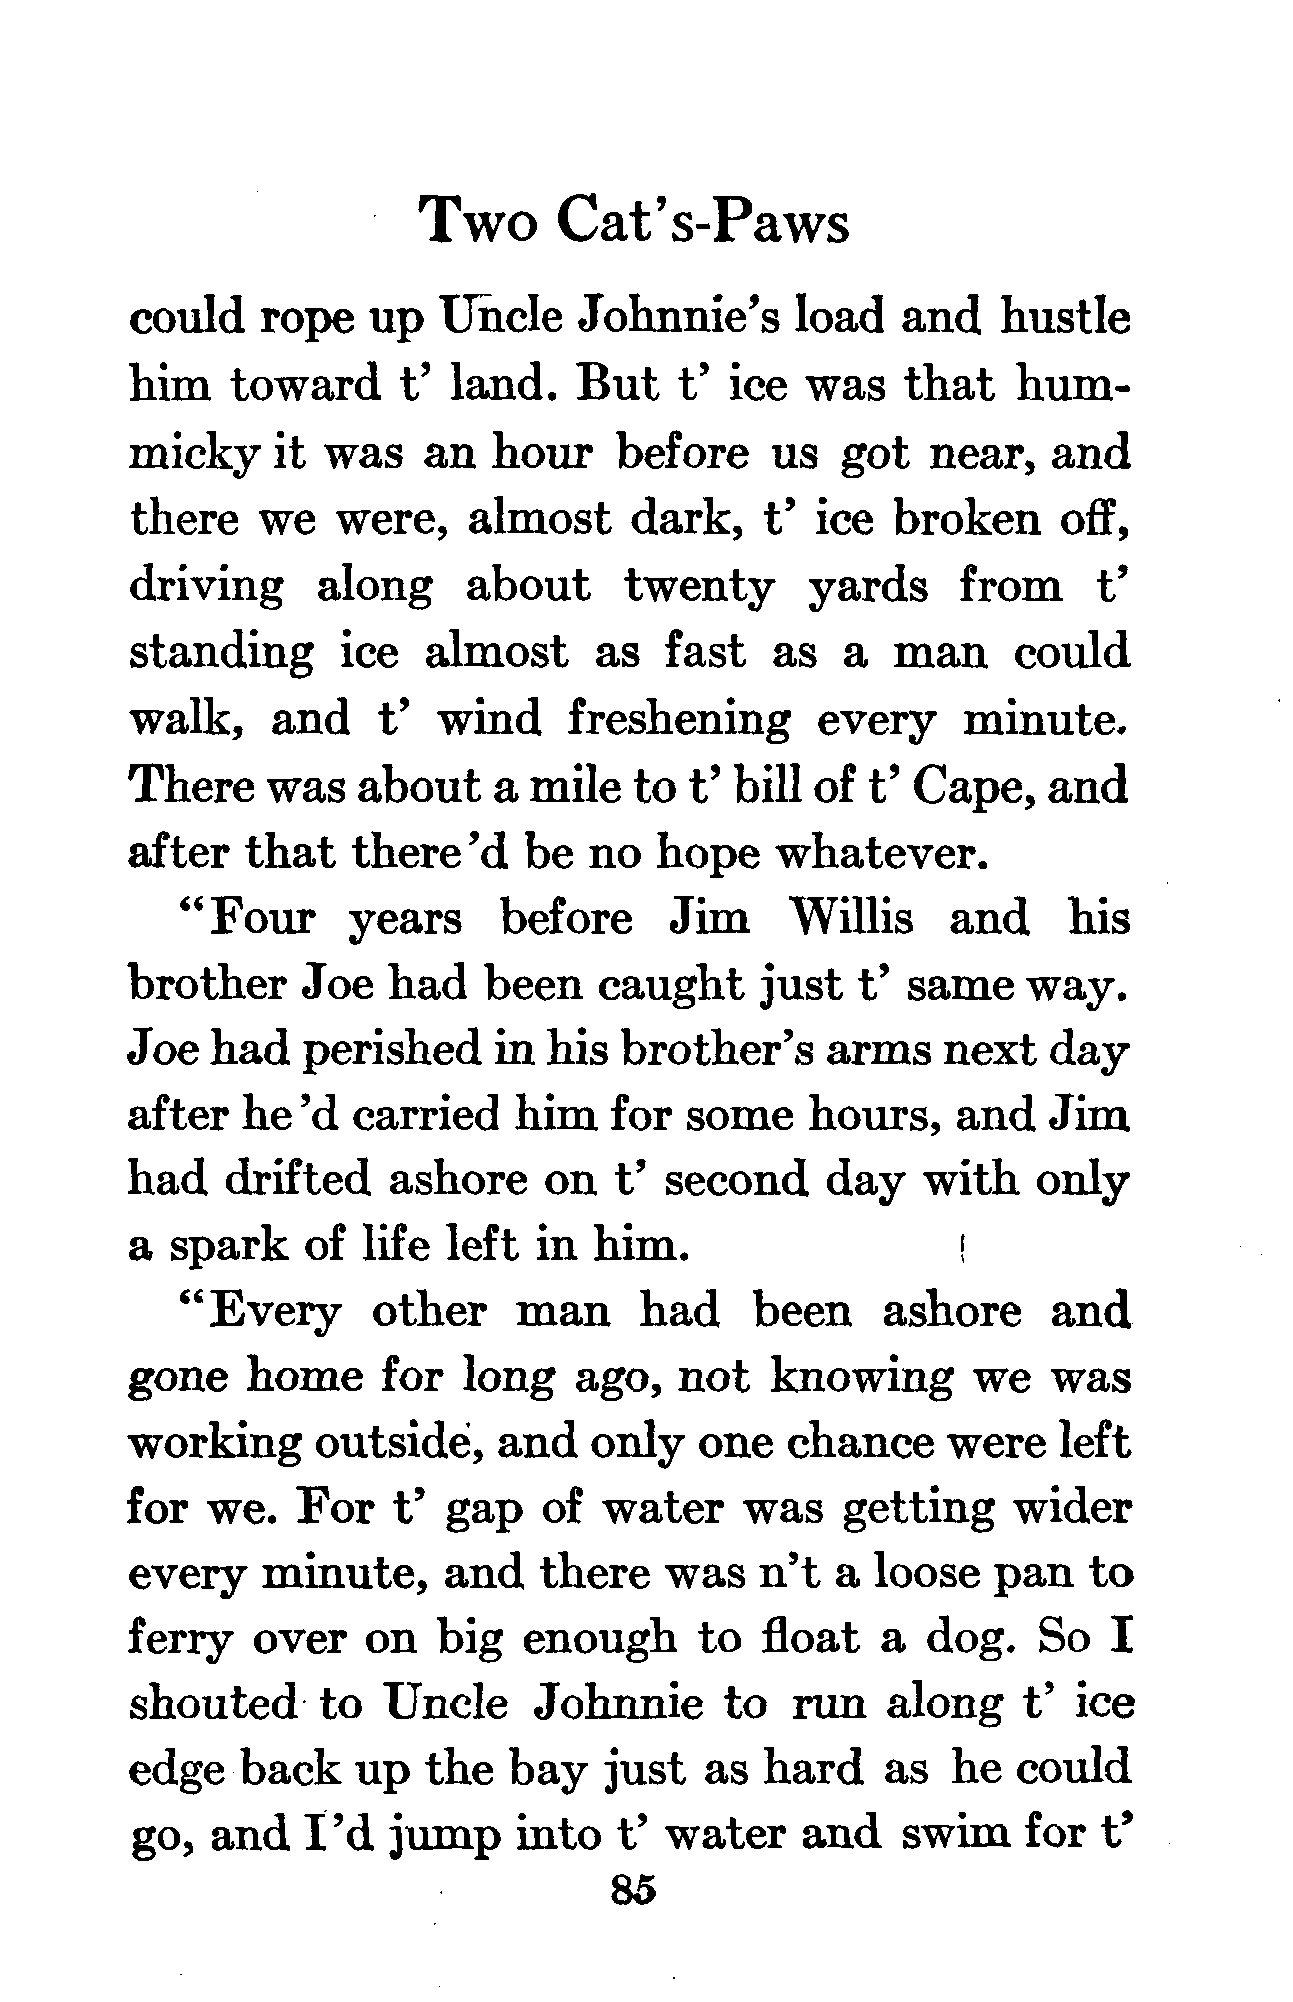 Two Cat's-Paws
could rope up Uncle Johnnie's load and hustle
him toward t' land. But t' ice was that hum-
micky it was an hour before us got near, and
there we were, almost dark, t' ice broken off,
driving along about twenty yards from t'
standing ice almost as fast as a man could
walk, and t' wind freshening every minute.
There was about a mile to t' bill of t' Cape, and
after that there'd be no hope whatever.
"Four years before Jim Willis and his
brother Joe had been caught just t' same way.
Joe had perished in his brother's arms next day
after he'd carried him for some hours, and Jim
had drifted ashore on t' second day with only
a spark of life left in him.
"Every other man had been ashore and
gone home for long ago, not knowing we was
working outside, and only one chance were left
for we. For t' gap of water was getting wider
every minute, and there was n't a loose pan to
ferry over on big enough to float a dog. So I
shouted to Uncle Johnnie to run along t' ice
edge back up the bay just as hard as he could
go, and I'd jump into t' water and swim for t'
85